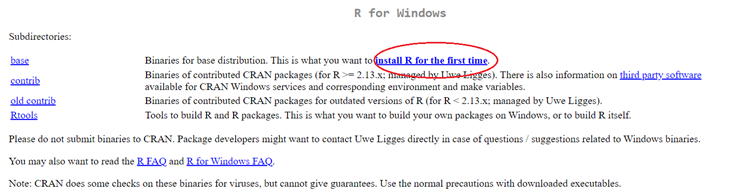 R for Windows
Subdirectories:
base Binaries for base distribution. This is what you want to install R for the first time.
contrib Binaries of contributed CRAN packages (for R >= 2.13.x; managed by Uwe Ligges). There is also information on third party software
available for CRAN Windows services and corresponding environment and make variables.
old contrib Binaries of contributed CRAN packages for outdated versions of R (for R < 2.13.x; managed by Uwe Ligges).
Rtools Tools to build R and R packages. This is what you want to build your own packages on Windows, or to build R itself.
Please do not submit binaries to CRAN. Package developers might want to contact Uwe Ligges directly in case of questions / suggestions related to Windows binaries.
You may also want to read the R FAQ and R for Windows FAQ.
Note: CRAN does some checks on these binaries for viruses, but cannot give guarantees. Use the normal precautions with downloaded executables.